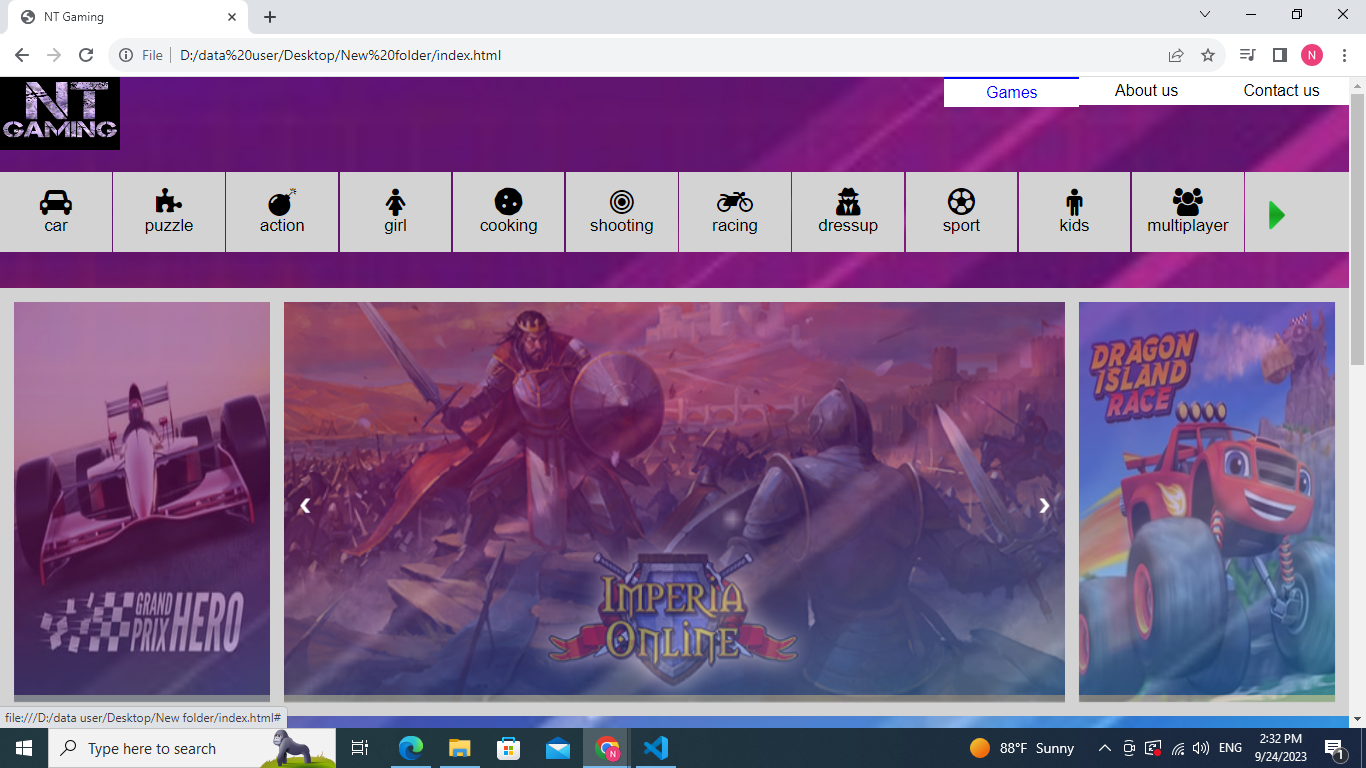 NT Gaming
File
D:/data%20user/Desktop/New%20folder/index.html
N
NT
GAMING
Games
About us
Contact us
car
puzzle
action
girl
cooking
shooting
racing
dressup
sport
kids
multiplayer
GRAND
PRIX HERO
IMPERIA
ONLINE
DRAGON
ISLAND
RACE
file:///D:/data user/Desktop/New folder/index.html#
Type here to search
N
88°F Sunny
ENG
2:32 PM
9/24/2023
1